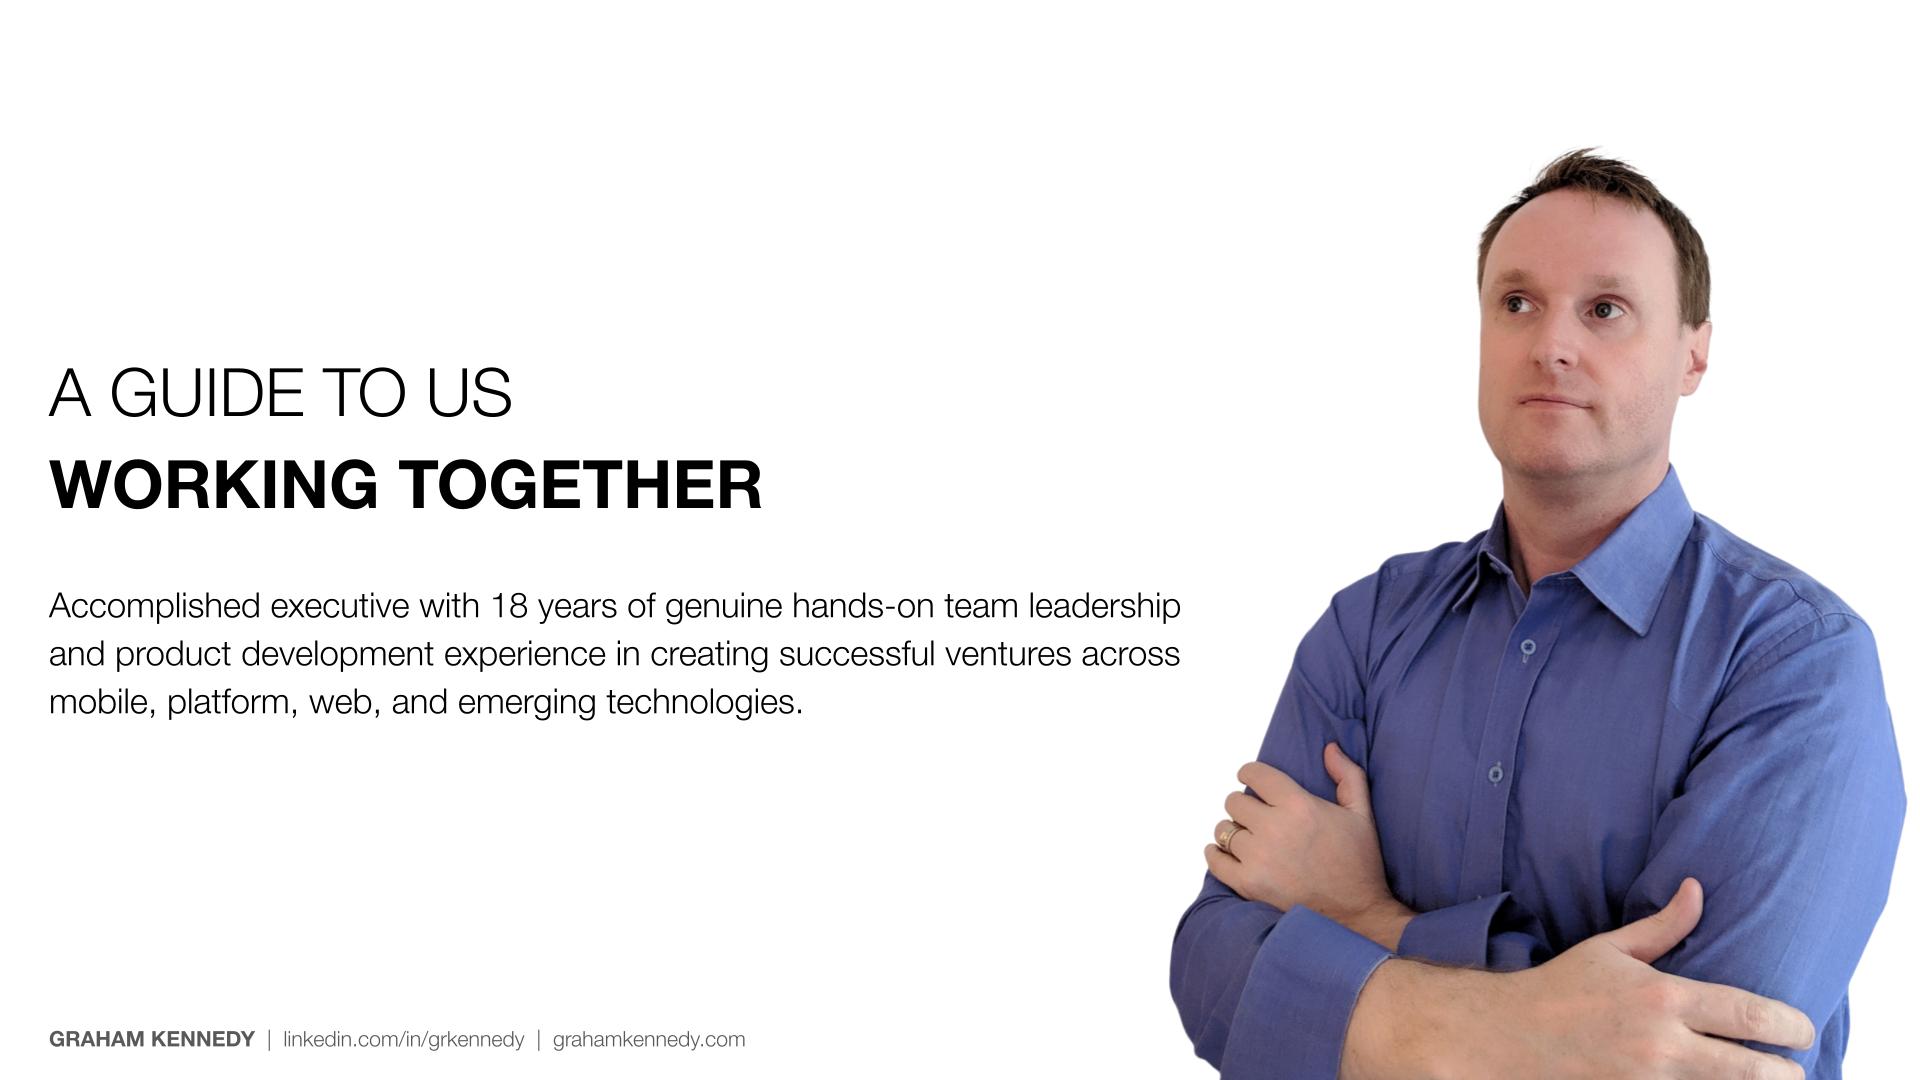 A GUIDE TO US
WORKING TOGETHER
Accomplished executive with 18 years of genuine hands-on team leadership
and product development experience in creating successful ventures across
mobile, platform, web, and emerging technologies.
GRAHAM KENNEDY | linkedin.com/in/grkennedy | grahamkennedy.com